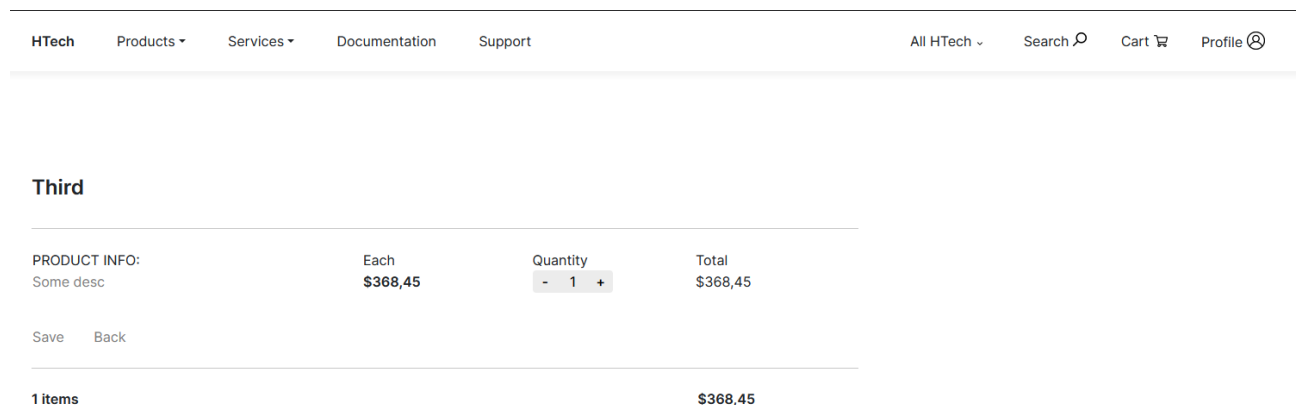 HTech Products Services Documentation Support All HTech Search Cart Profile
Third
PRODUCT INFO: Each Quantity Total
Some desc $368,45 - 1 + $368,45
Save Back
1 items $368,45